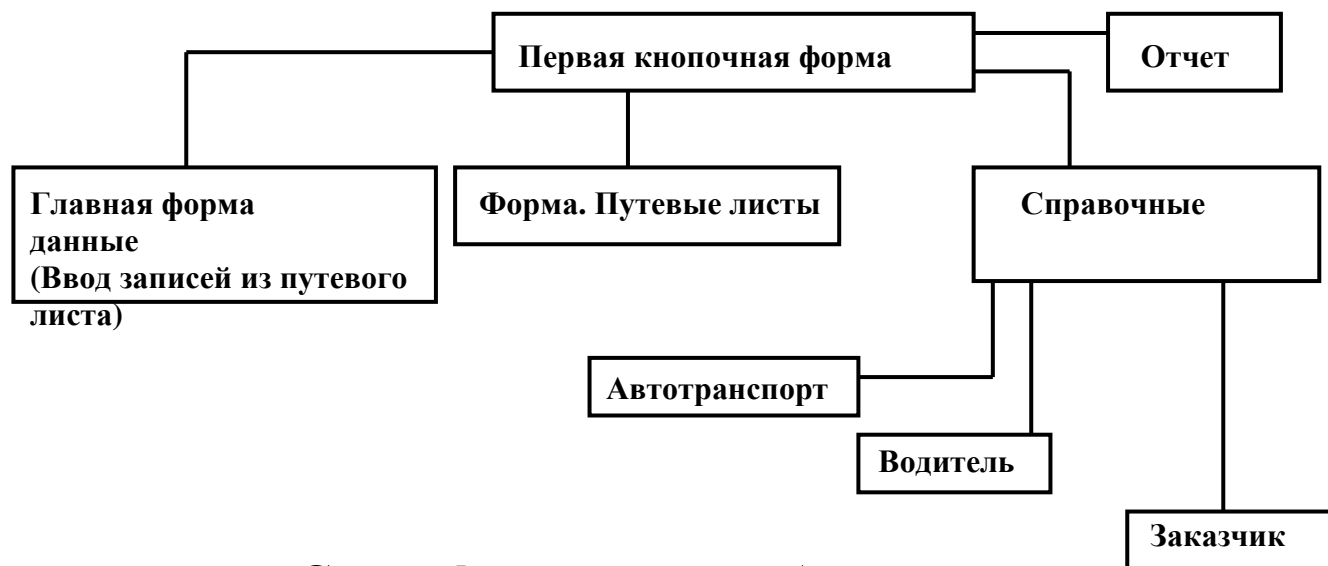 Первая кнопочная форма
Отчет
Главная форма
данные
(Ввод записей из путевого
листа)
Форма. Путевые листы
Справочные
Автотранспорт
Водитель
Заказчик